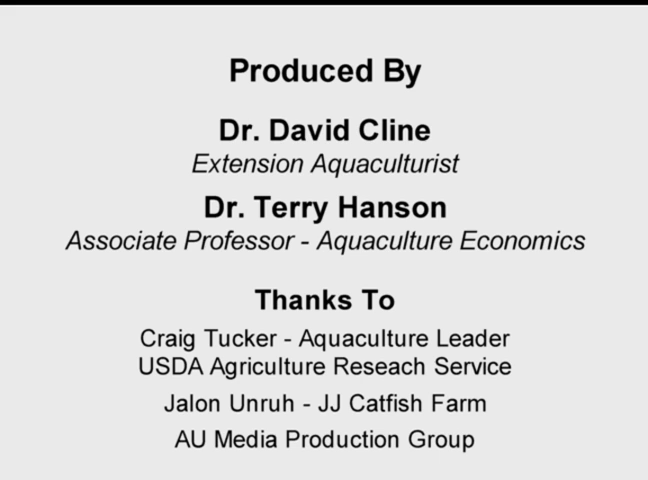 Produced By
Dr. David Cline
Extension Aquaculturist
Dr. Terry Hanson
Associate Professor - Aquaculture Economics
Thanks To
Craig Tucker - Aquaculture Leader
USDA Agriculture Reseach Service
Jalon Unruh - JJ Catfish Farm
AU Media Production Group